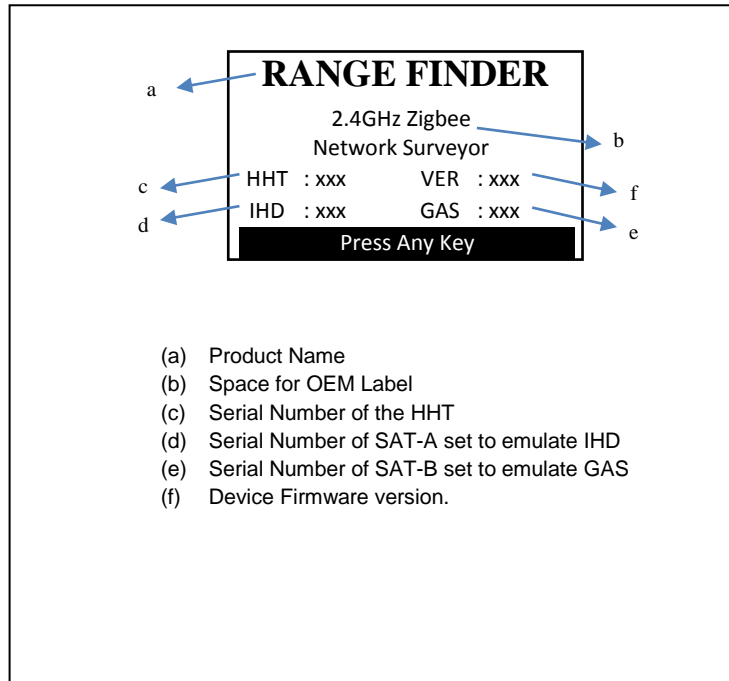 RANGE FINDER
a
2.4GHz Zigbee
b
Network Surveyor
c
HHT : xxx VER : xxx
f
d
IHD : xxx GAS : xxx
e
Press Any Key
(a) Product Name
(b) Space for OEM Label
(c) Serial Number of the HHT
(d) Serial Number of SAT-A set to emulate IHD
(e) Serial Number of SAT-B set to emulate GAS
(f) Device Firmware version.